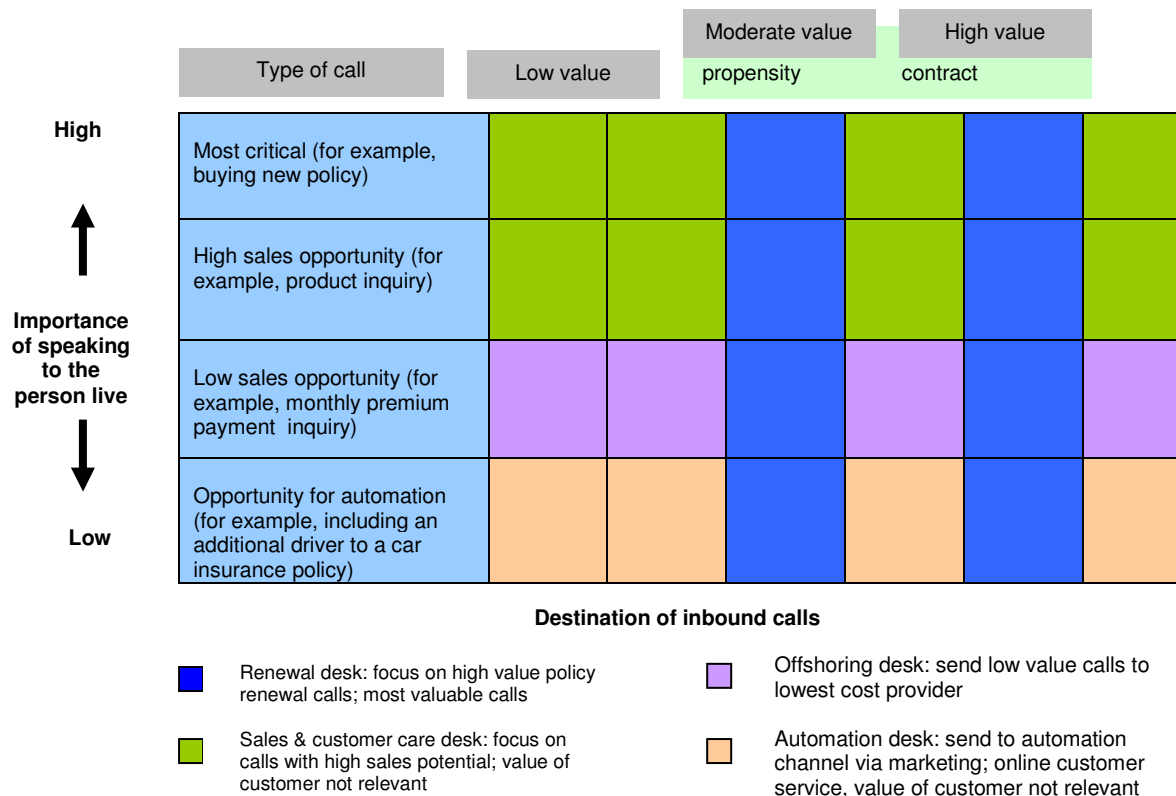 Moderate value
High value
Type of call
Low value
propensity
contract
High
Most critical (for example,
buying new policy)
High sales opportunity (for
example, product inquiry)
Importance
of speaking
to the
person live
Low sales opportunity (for
example, monthly premium
payment inquiry)
Opportunity for automation
(for example, including an
additional driver to a car
insurance policy)
Low
Destination of inbound calls
Renewal desk: focus on high value policy
renewal calls; most valuable calls
Offshoring desk: send low value calls to
lowest cost provider
Sales & customer care desk: focus on
calls with high sales potential; value of
customer not relevant
Automation desk: send to automation
channel via marketing; online customer
service, value of customer not relevant